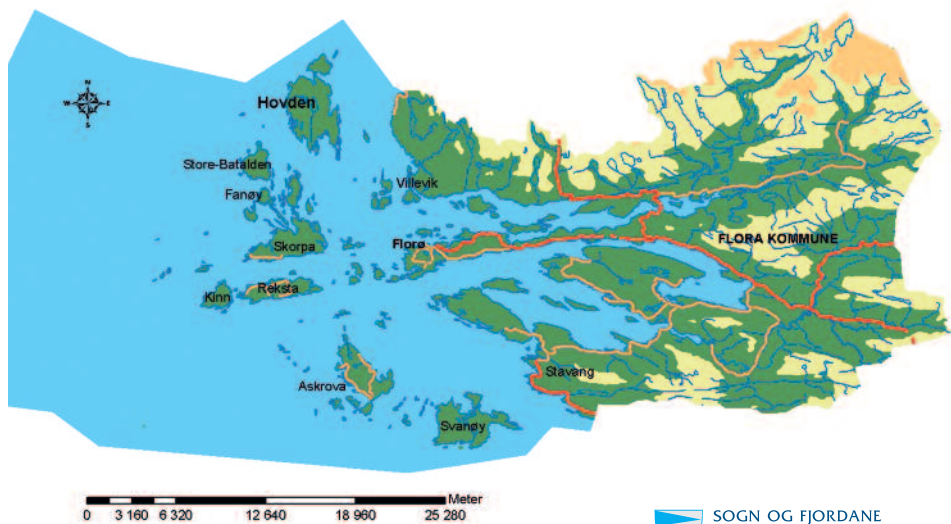 N
W E
S
Hovden
Store-Batalden
Villevik
Fanøy
Skorpa
Florø
FLORA KOMMUNE
Reksta
Kinn
Stavang
Askrova
Svanøy
Meter
0 3 160 6 320 12 640 18 960 25 280
SOGN OG FJORDANE